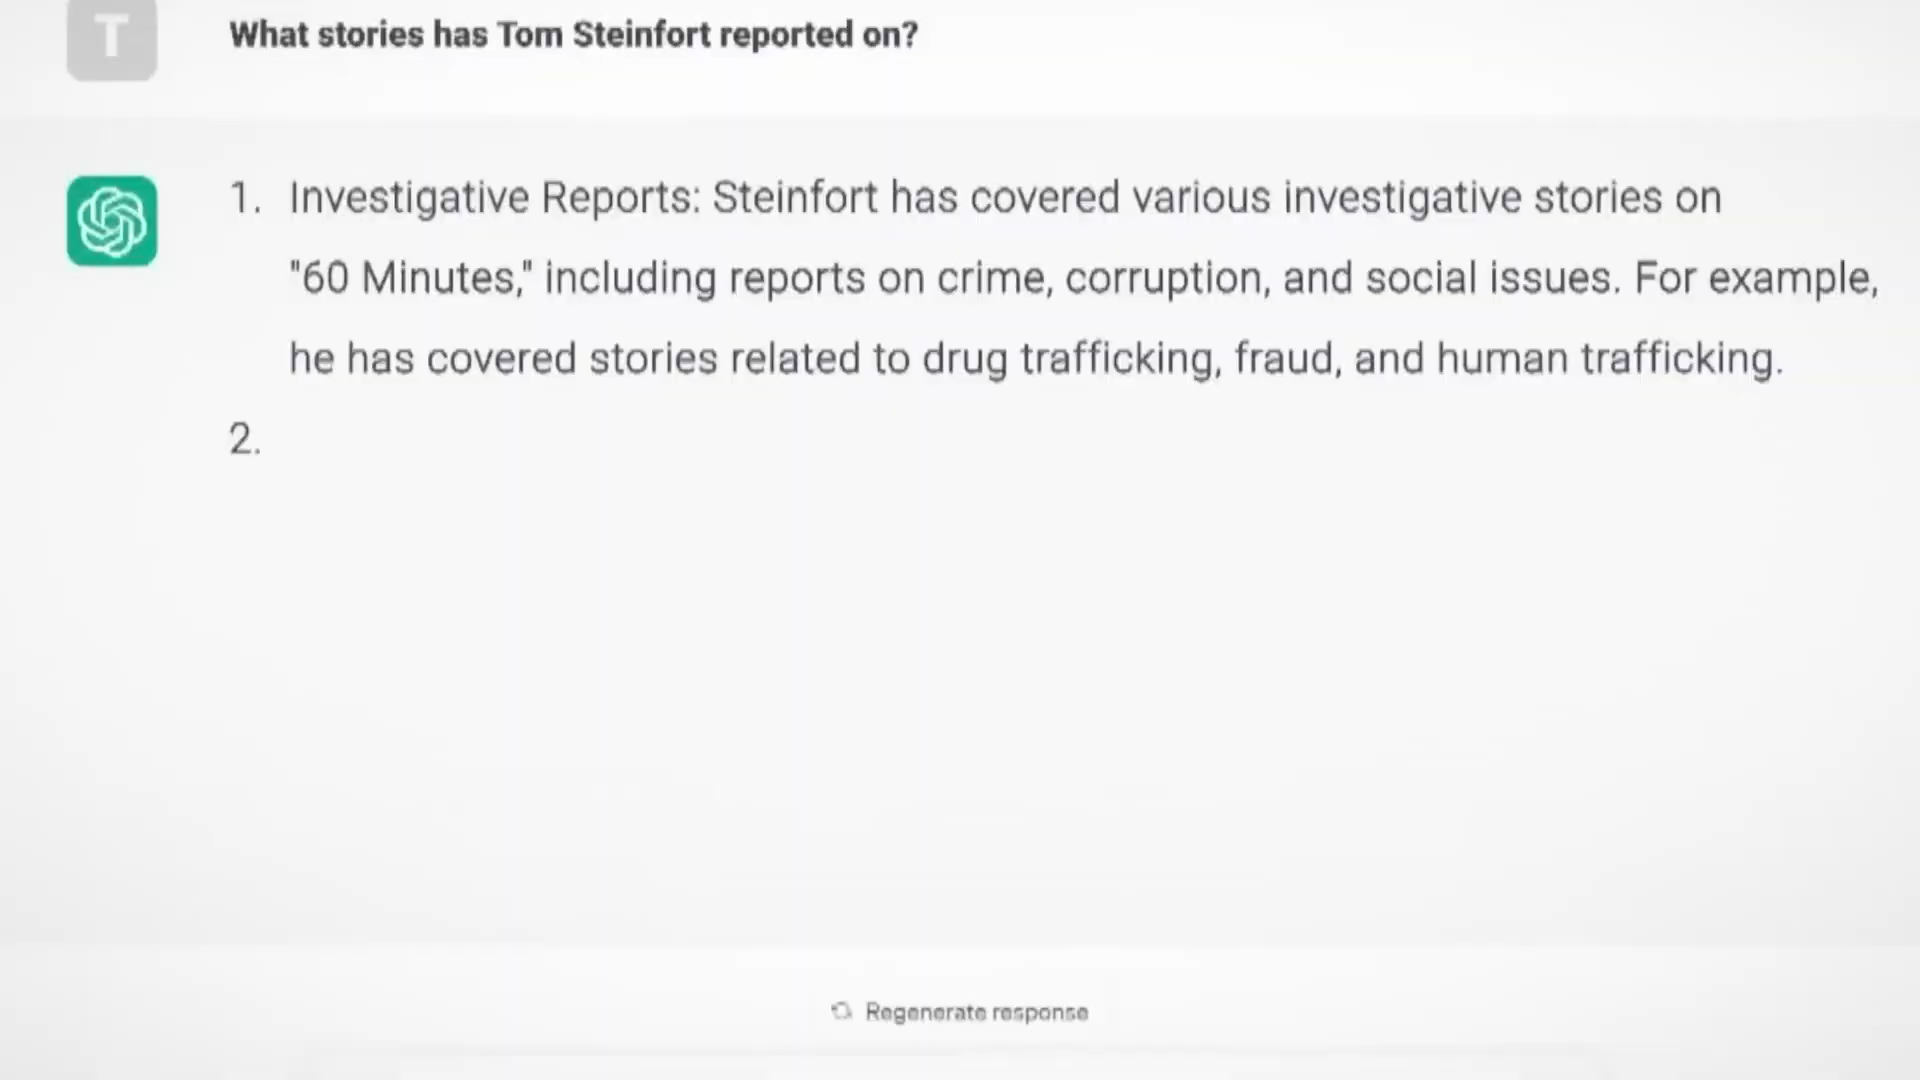 T
What stories has Tom Steinfort reported on?
1. Investigative Reports: Steinfort has covered various investigative stories on
"60 Minutes," including reports on crime, corruption, and social issues. For example,
he has covered stories related to drug trafficking, fraud, and human trafficking.
2.
Regenerate response